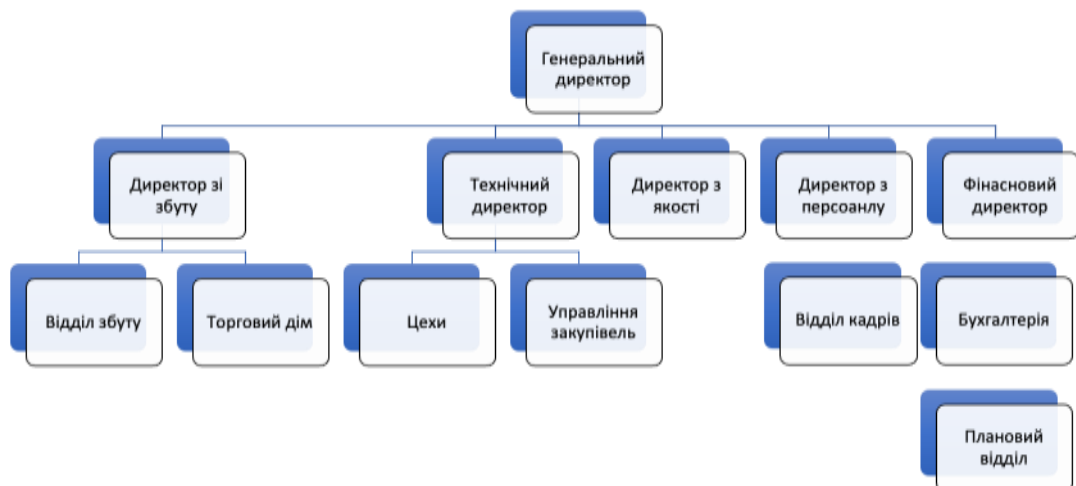 Генеральний
директор
Директор зі
збуту
Технічний
директор
Директор з
якості
Директор з
персоанлу
Фінасновий
директор
Відділ збуту
Торговий дім
Цехи
Управління
закупівель
Відділ кадрів
Бухгалтерія
Плановий
відділ